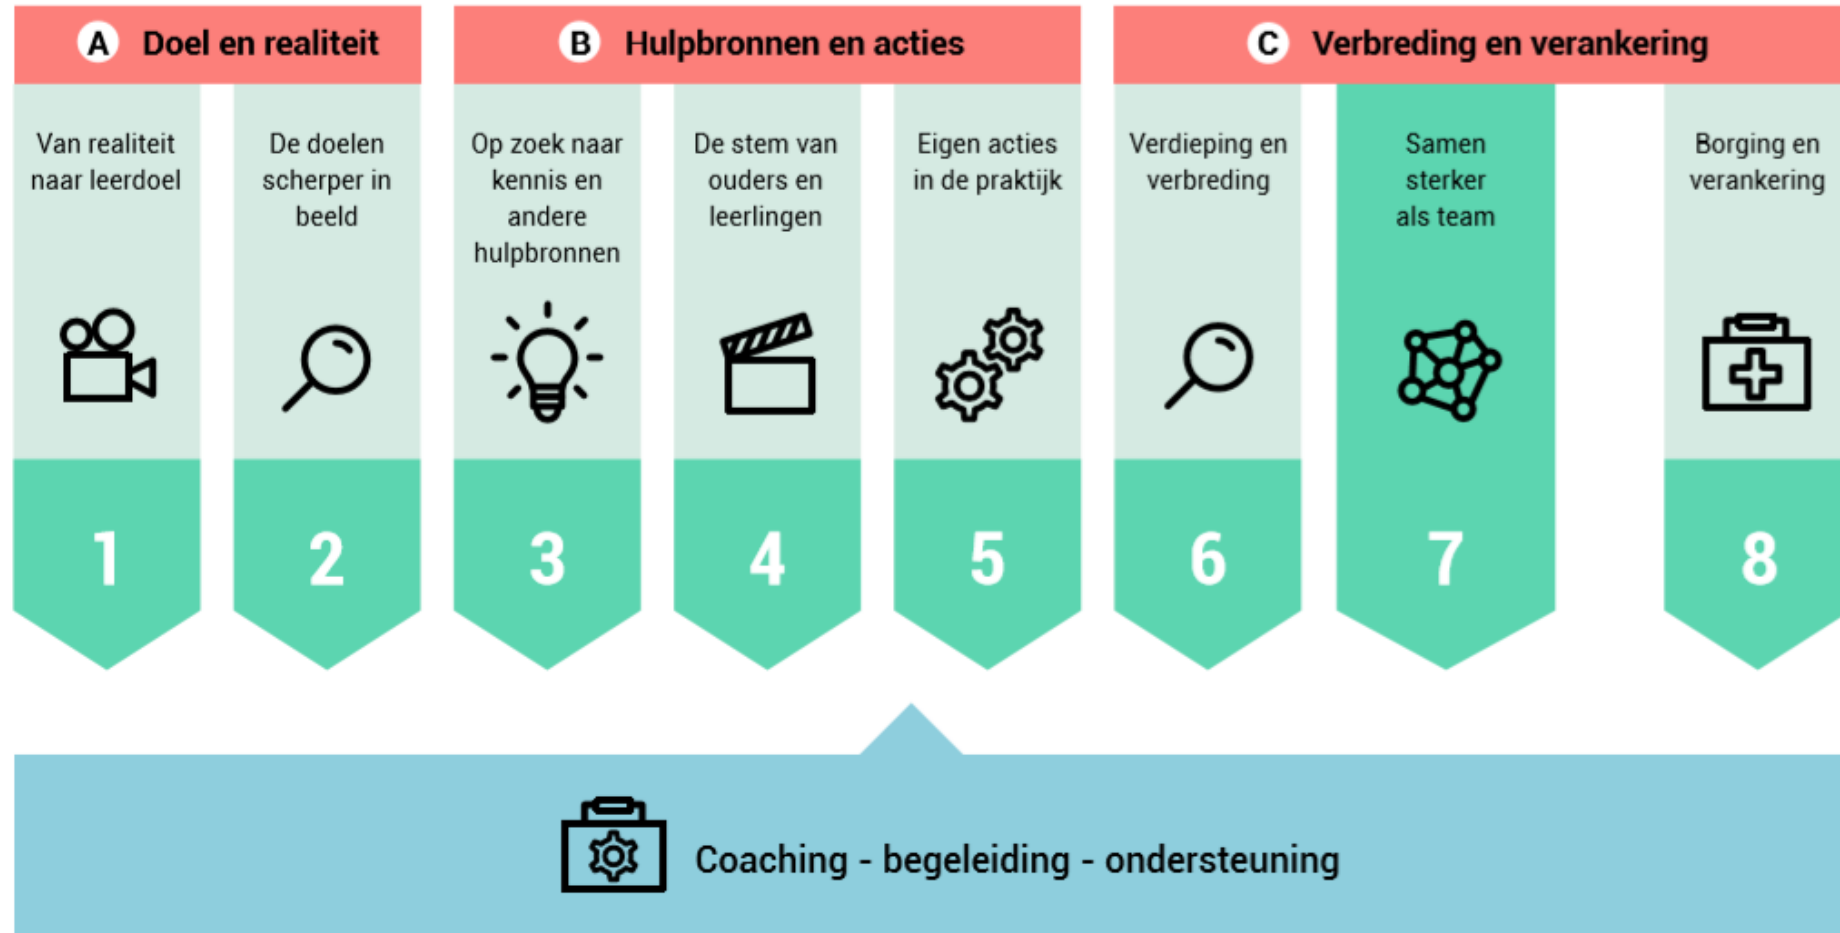 A Doel en realiteit
B Hulpbronnen en acties
C Verbreding en verankering
Van realiteit
naar leerdoel
De doelen
scherper in
beeld
Op zoek naar
kennis en
andere
hulpbronnen
De stem van
ouders en
leerlingen
Eigen acties
in de praktijk
Verdieping en
verbreding
Samen
sterker
als team
Borging en
verankering
1
2
3
4
5
6
7
8
Coaching - begeleiding - ondersteuning